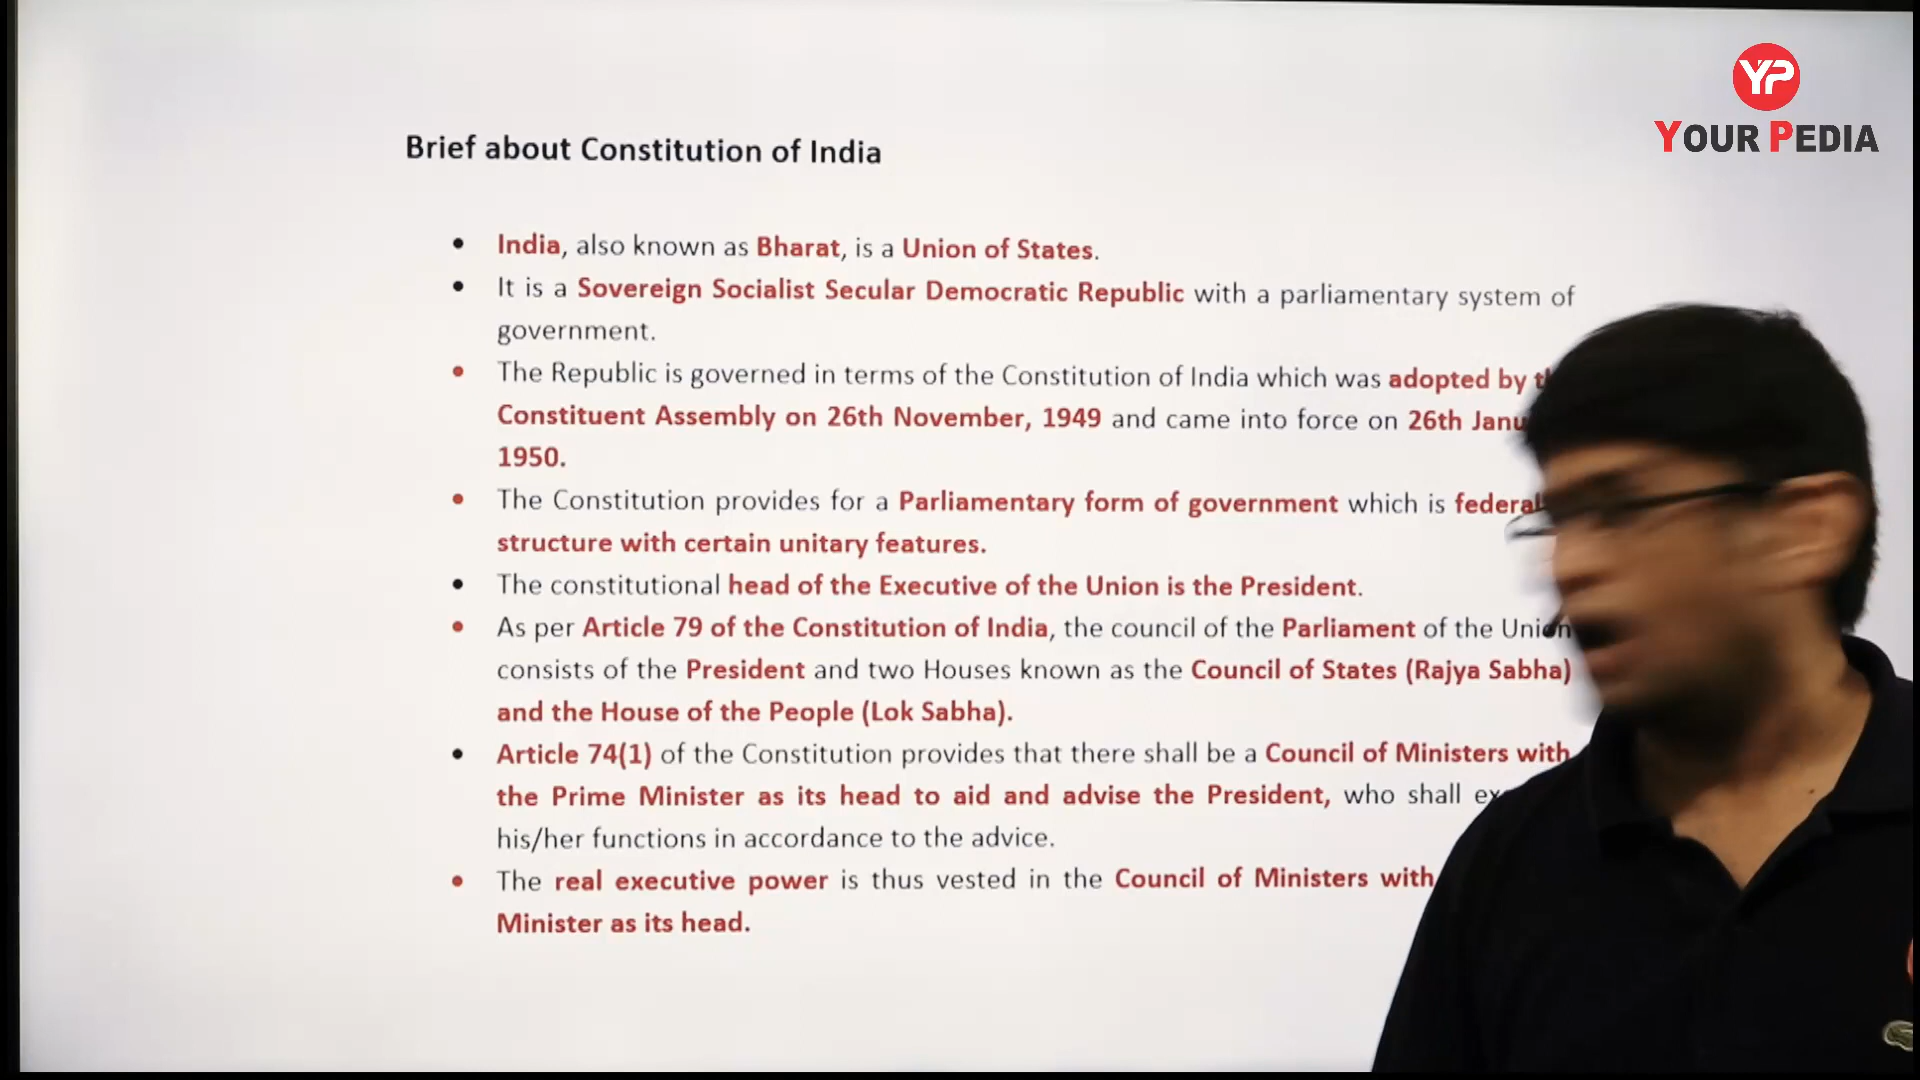 YP
YOUR PEDIA
Brief about Constitution of India
• India, also known as Bharat, is a Union of States.
• It is a Sovereign Socialist Secular Democratic Republic with a parliamentary system of
government.
• The Republic is governed in terms of the Constitution of India which was adopted by
Constituent Assembly on 26th November, 1949 and came into force on 26th
1950.
• The Constitution provides for a Parliamentary form of government which is federal
structure with certain unitary features.
• The constitutional head of the Executive of the Union is the President.
• As per Article 79 of the Constitution of India, the council of the Parliament of the Union
consists of the President and two Houses known as the Council of States (Rajya Sabha)
and the House of the People (Lok Sabha).
• Article 74(1) of the Constitution provides that there shall be a Council of Ministers with
the Prime Minister as its head to aid and advise the President, who shall
his/her functions in accordance to the advice.
• The real executive power is thus vested in the Council of Ministers with
Minister as its head.